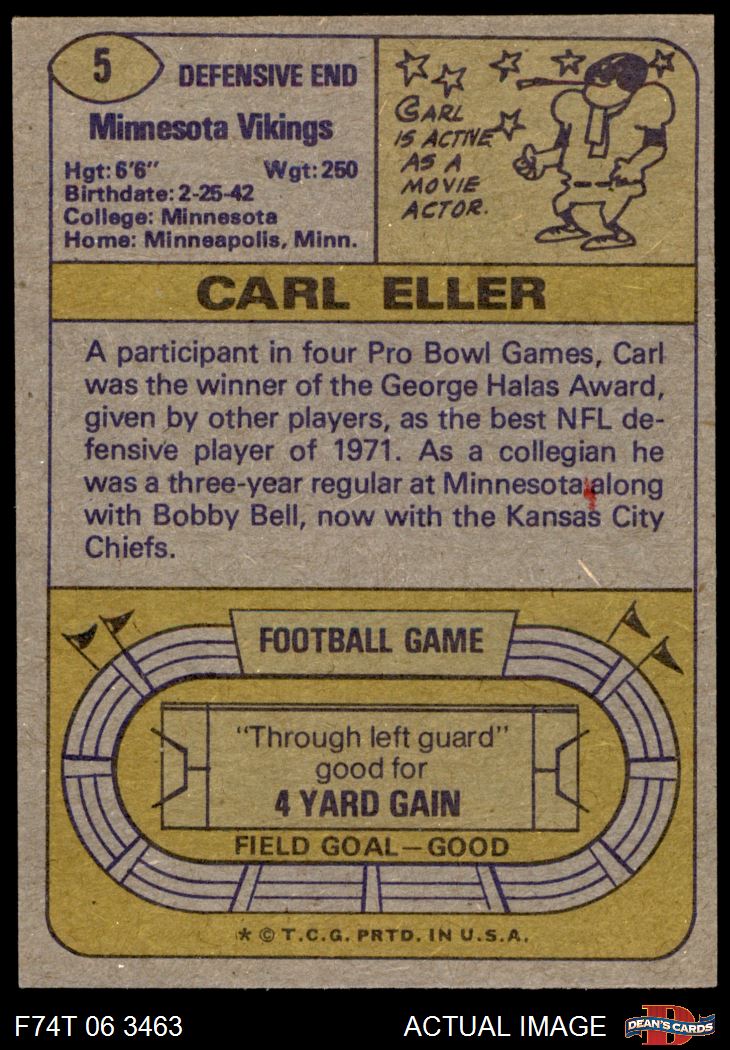 5
DEFENSIVE END
Minnesota Vikings
Hgt: 6'6" Wgt: 250
Birthdate: 2-25-42
College: Minnesota
Home: Minneapolis, Minn.
CARL
IS ACTIVE
AS A
MOVIE
ACTOR.
CARL ELLER
A participant in four Pro Bowl Games, Carl
was the winner of the George Halas Award,
given by other players, as the best NFL de-
fensive player of 1971. As a collegian he
was a three-year regular at Minnesota along
with Bobby Bell, now with the Kansas City
Chiefs.
FOOTBALL GAME
"Through left guard"
good for
4 YARD GAIN
FIELD GOAL—GOOD
* © T.C.G. PRTD. IN U.S.A.
F74T 06 3463 ACTUAL IMAGE
D
DEAN'S CARDS